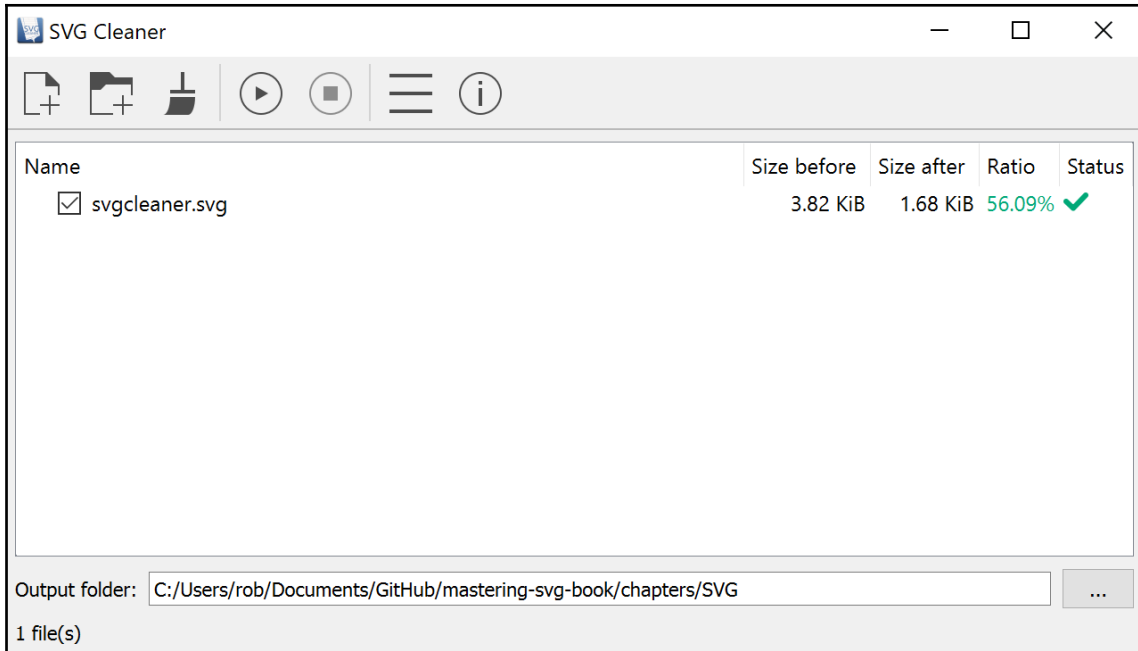 SVG Cleaner
Name Size before Size after Ratio Status
svgcleaner.svg 3.82 KiB 1.68 KiB 56.09%
Output folder: C:/Users/rob/Documents/GitHub/mastering-svg-book/chapters/SVG ...
1 file(s)